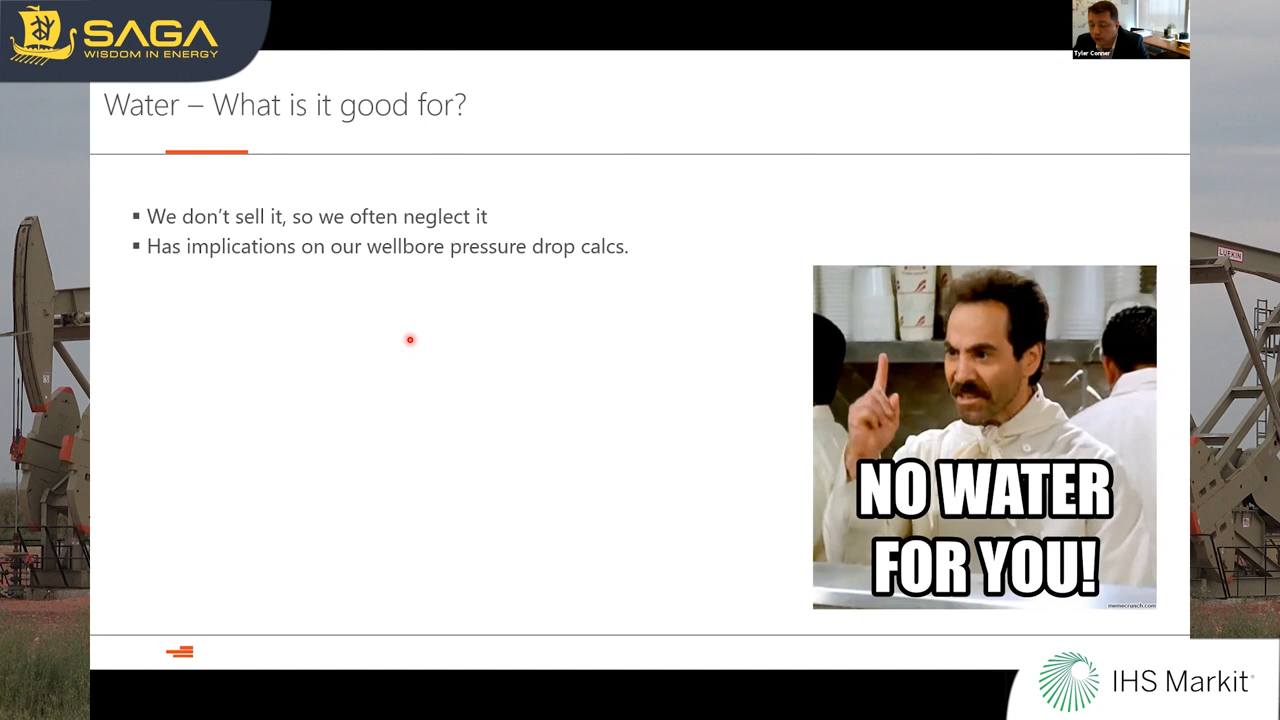 SAGA
WISDOM IN ENERGY
Tyler Conner
Water – What is it good for?
▪ We don't sell it, so we often neglect it
▪ Has implications on our wellbore pressure drop calcs.
LUFKIN
NO WATER
FOR YOU!
memecrunch.com
IHS Markit®